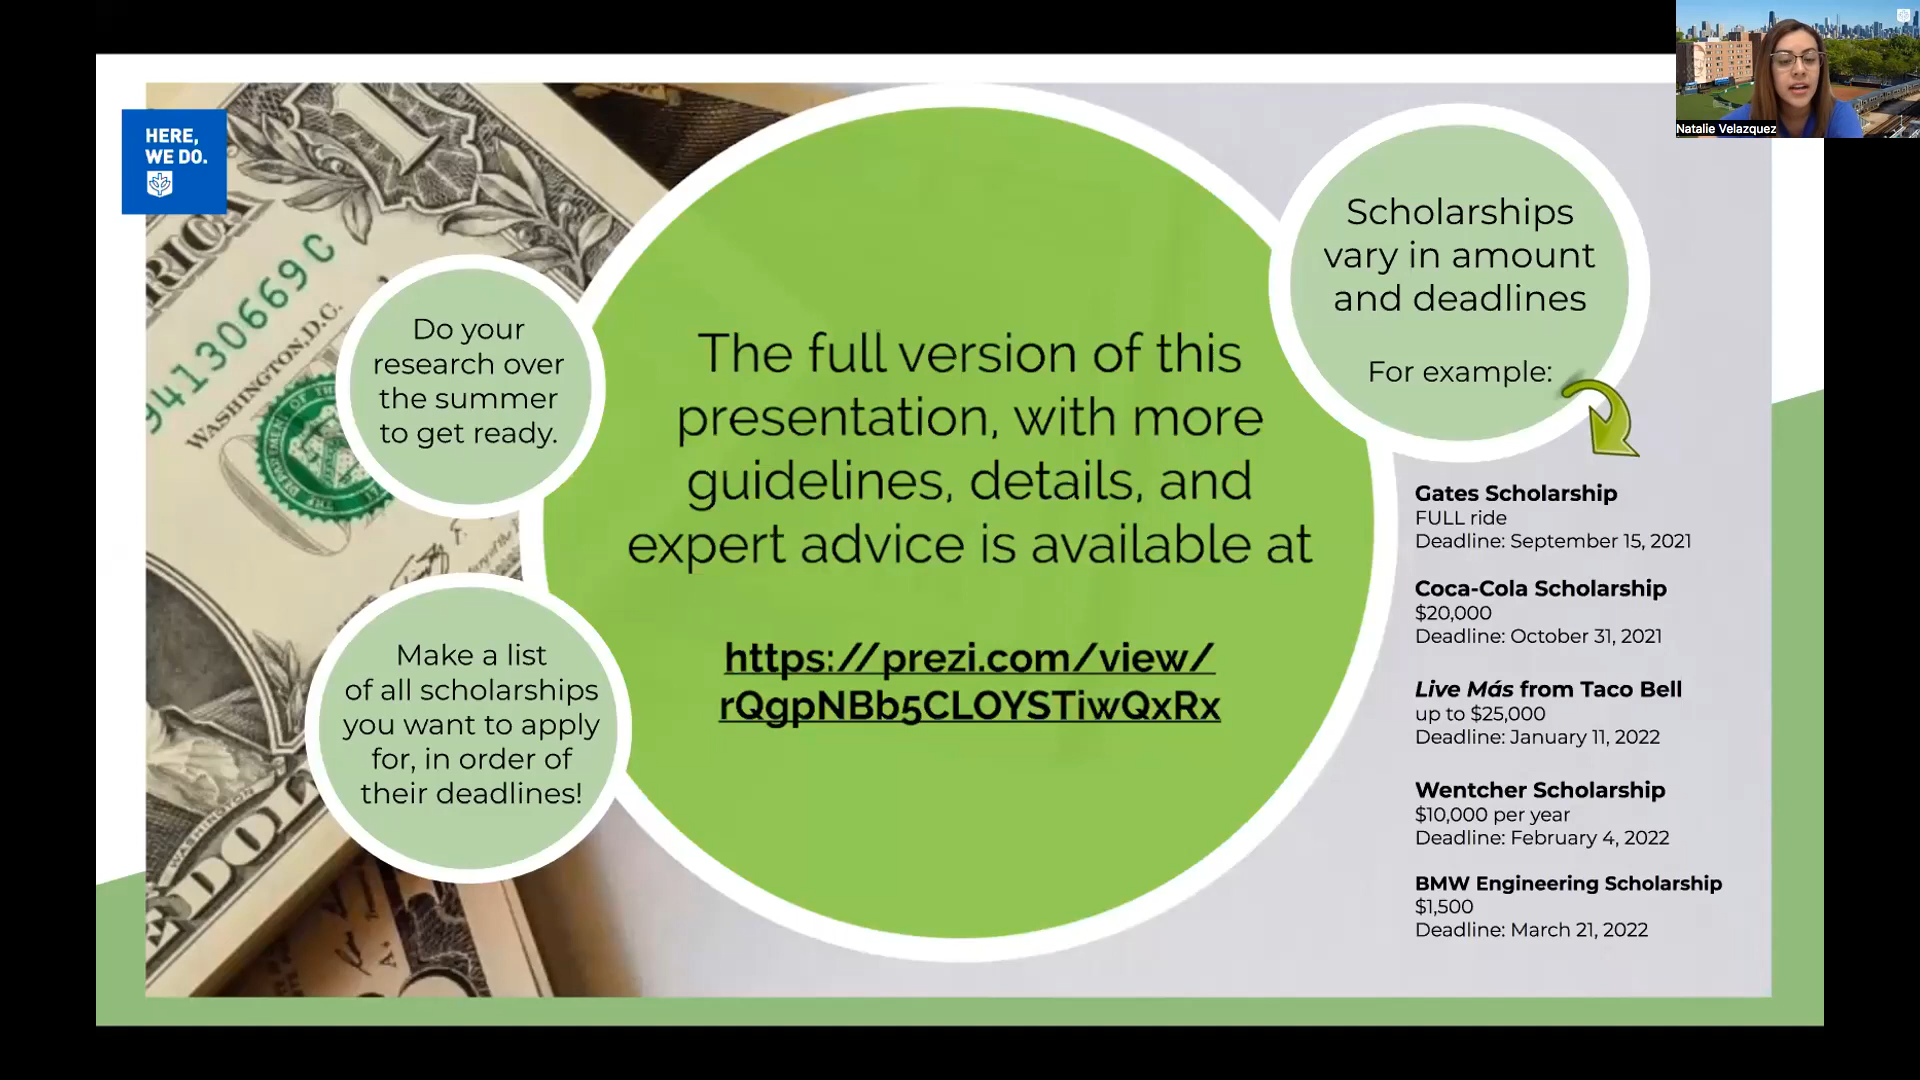 HERE,
WE DO.
Natalie Velazquez
RICA
94130669 C
WASHINGTON, D.C.
WASHINGTON
EDOL
Do your
research over
the summer
to get ready.
Make a list
of all scholarships
you want to apply
for, in order of
their deadlines!
The full version of this
presentation, with more
guidelines, details, and
expert advice is available at
https://prezi.com/view/
rQgpNBb5CLOYSTiwQxRx
Scholarships
vary in amount
and deadlines
For example:
Gates Scholarship
FULL ride
Deadline: September 15, 2021
Coca-Cola Scholarship
$20,000
Deadline: October 31, 2021
Live Más from Taco Bell
up to $25,000
Deadline: January 11, 2022
Wentcher Scholarship
$10,000 per year
Deadline: February 4, 2022
BMW Engineering Scholarship
$1,500
Deadline: March 21, 2022